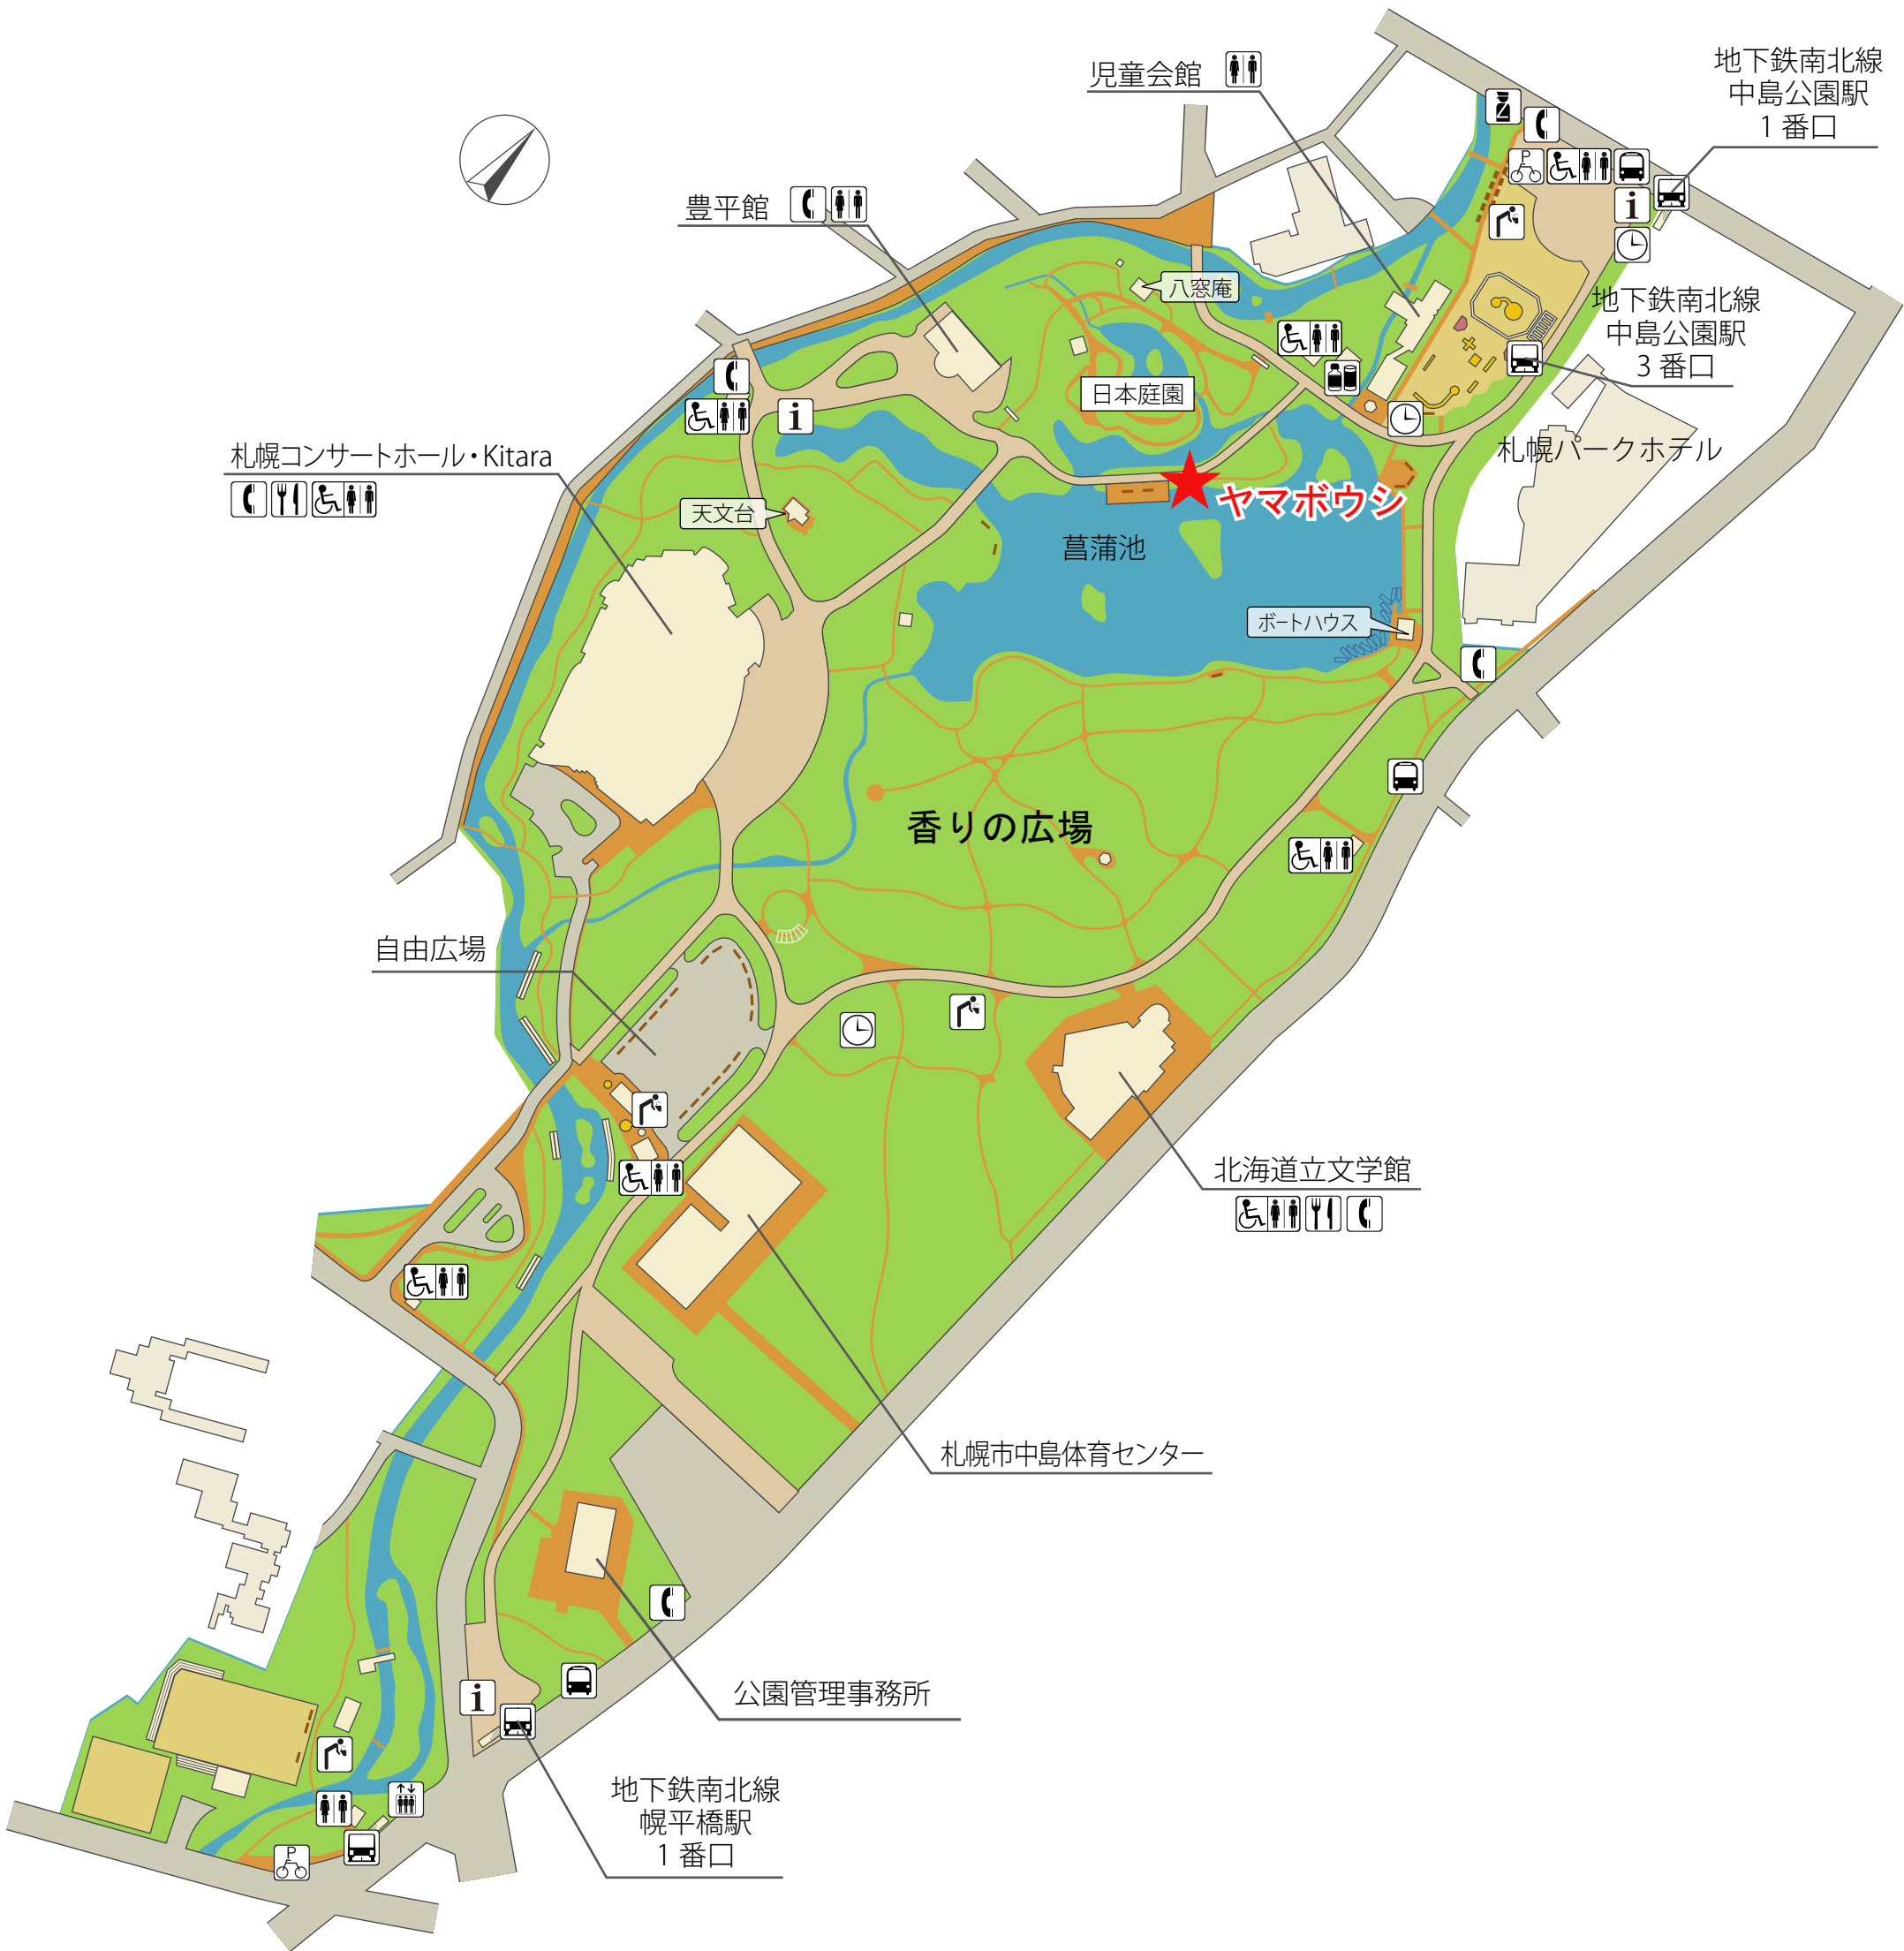 地下鉄南北線
中島公園駅
1 番口
児童会館
豊平館
八窓庵
地下鉄南北線
中島公園駅
3 番口
日本庭園
札幌パークホテル
札幌コンサートホール・Kitara
ヤマボウシ
天文台
菖蒲池
ボートハウス
香りの広場
自由広場
北海道立文学館
札幌市中島体育センター
公園管理事務所
地下鉄南北線
幌平橋駅
1 番口
P
P
i
i
i